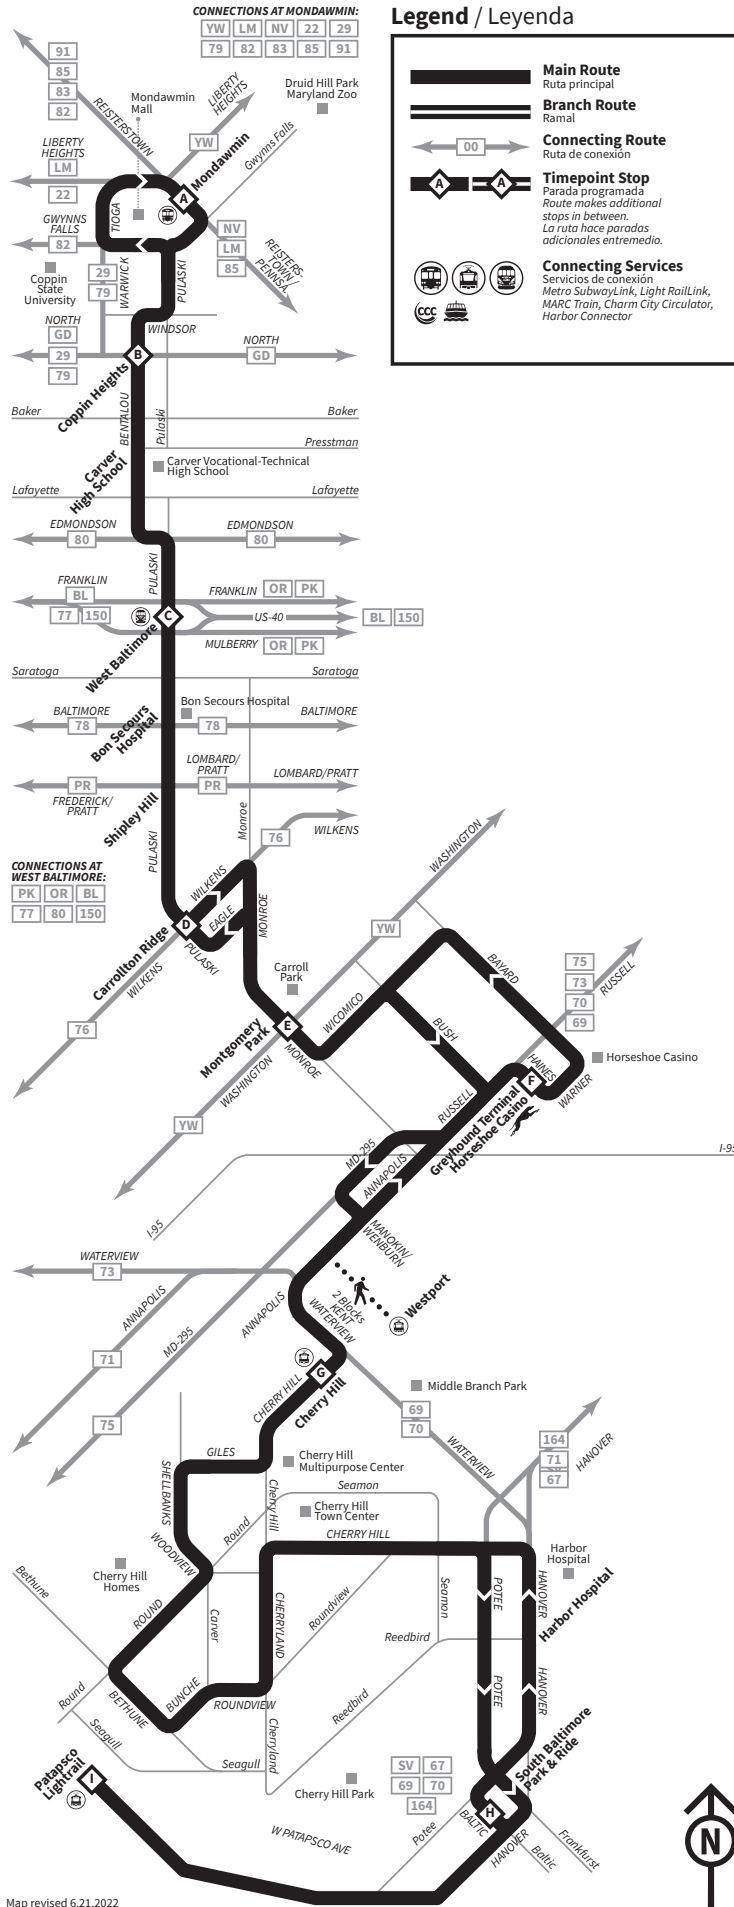 CONNECTIONS AT MONDAWMIN:
YW LM NV 22 29
79 82 83 85 91
Legend / Leyenda
Main Route
Ruta principal
Branch Route
Ramal
00
Connecting Route
Ruta de conexión
A
A
Timepoint Stop
Parada programada
Route makes additional
stops in between.
La ruta hace paradas
adicionales entremedio.
CCC
Connecting Services
Servicios de conexión
Metro SubwayLink, Light RailLink,
MARC Train, Charm City Circulator,
Harbor Connector
91
85
83
82
REISTERSTOWN
Mondawmin
Mall
LIBERTY
HEIGHTS
YW
Druid Hill Park
Maryland Zoo
Gwynns Falls
LIBERTY
HEIGHTS
LM
22
A
Mondawmin
TIOGA
GWYNNS
FALLS
82
NV
LM
85
REISTERS-
TOWN/
PENNSA.
Coppin
State
University
29
79
WARWICK
PULASKI
WINDSOR
NORTH
GD
29
79
B
Coppin Heights
NORTH
GD
Baker
Baker
BENTALOU
Pulaski
Presstman
Carver
High School
Carver Vocational-Technical
High School
Lafayette
Lafayette
EDMONDSON
80
EDMONDSON
80
PULASKI
FRANKLIN
BL
77 150
FRANKLIN
OR PK
C
US-40
BL 150
MULBERRY
OR PK
West Baltimore
Saratoga
Saratoga
Bon Secours Hospital
BALTIMORE
78
78
BALTIMORE
Bon Secours
Hospital
LOMBARD/
PRATT
PR
PR
LOMBARD/PRATT
FREDERICK/
PRATT
Shipley Hill
PULASKI
Monroe
76
WILKENS
CONNECTIONS AT
WEST BALTIMORE:
PK OR BL
77 80 150
WILKENS
EAGLE
MONROE
D
PULASKI
Carrollton Ridge
WILKENS
76
WASHINGTON
YW
Carroll
Park
E
Montgomery
Park
WICOMICO
MONROE
WASHINGTON
YW
BAYARD
BUSH
75
73
70
69
RUSSELL
Horseshoe Casino
HAINES
F
WARNER
RUSSELL
Greyhound Terminal
Horseshoe Casino
I-95
MD-295
ANNAPOLIS
I-95
MANOKIN/
WENBURN
WATERVIEW
73
ANNAPOLIS
71
MD-295
75
ANNAPOLIS
2 Blocks
KENT
WATERVIEW
Westport
G
CHERRY HILL
Cherry Hill
Middle Branch Park
69
70
WATERVIEW
164
71
67
HANOVER
GILES
Cherry Hill
Multipurpose Center
SHELLBANKS
Cherry Hill
Seamon
Cherry Hill
Town Center
Round
CHERRY HILL
WOODVIEW
Cherry Hill
Homes
Bethune
Harbor
Hospital
POTEE
HANOVER
Harbor Hospital
ROUND
Carver
CHERRYLAND
Roundview
Seamon
Reedbird
BETHUNE
BUNCHE
ROUNDVIEW
Round
Seagull
Seagull
Cherryland
Reedbird
POTEE
HANOVER
Patapsco
Lightrail
I
SV 67
69 70
164
Cherry Hill Park
South Baltimore
Park & Ride
H
BALTIC
W PATAPSCO AVE
Potee
HANOVER
Baltic
Frankfurst
N
Map revised 6.21.2022